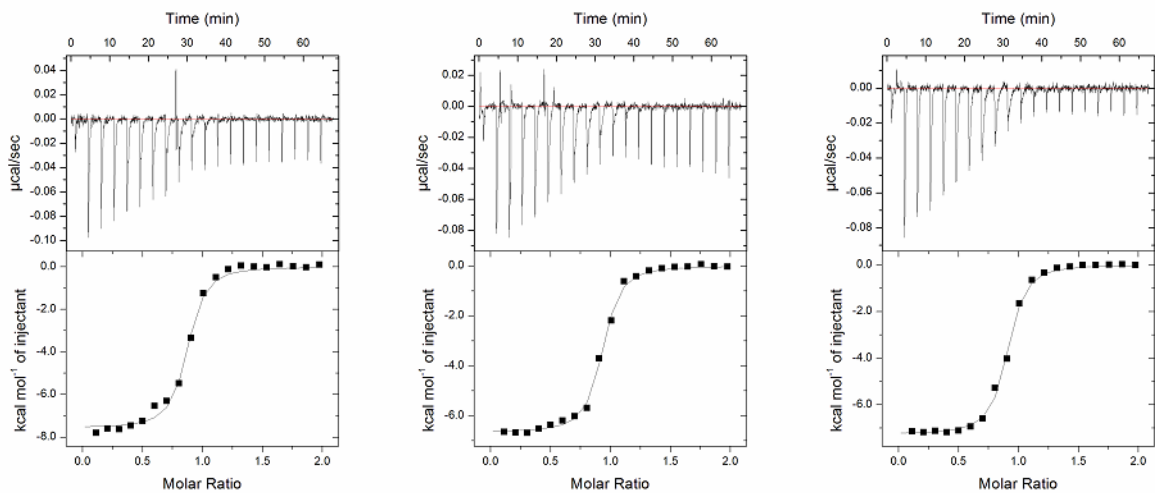 Time (min)
0 10 20 30 40 50 60
0.04
0.02
0.00
-0.02
-0.04
-0.06
-0.08
-0.10
µcal/sec
0.0
-2.0
-4.0
-6.0
-8.0
kcal mol⁻¹ of injectant
0.0 0.5 1.0 1.5 2.0
Molar Ratio
Time (min)
0 10 20 30 40 50 60
0.02
0.00
-0.02
-0.04
-0.06
-0.08
µcal/sec
0.0
-2.0
-4.0
-6.0
kcal mol⁻¹ of injectant
0.0 0.5 1.0 1.5 2.0
Molar Ratio
Time (min)
0 10 20 30 40 50 60
0.00
-0.02
-0.04
-0.06
-0.08
µcal/sec
0.0
-2.0
-4.0
-6.0
kcal mol⁻¹ of injectant
0.0 0.5 1.0 1.5 2.0
Molar Ratio